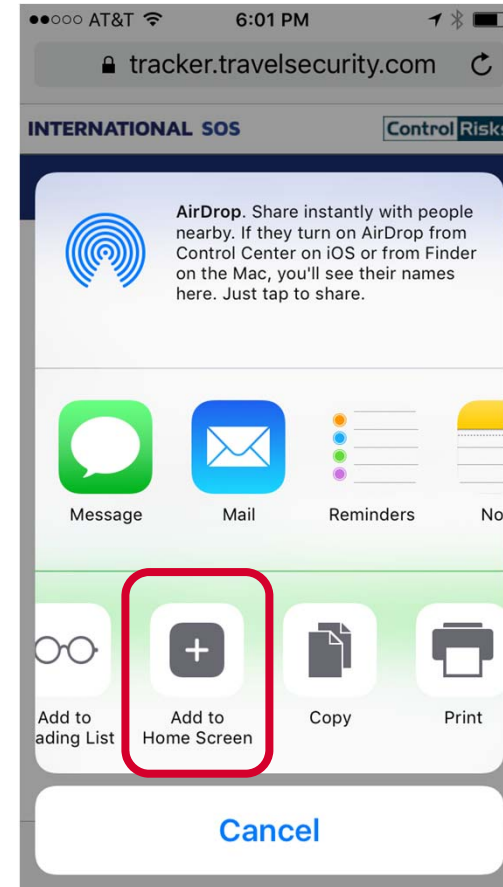 AT&T 6:01 PM
tracker.travelsecurity.com
INTERNATIONAL SOS Control Risks
AirDrop. Share instantly with people
nearby. If they turn on AirDrop from
Control Center on iOS or from Finder
on the Mac, you'll see their names
here. Just tap to share.
Message Mail Reminders No
Add to Add to Copy Print
ading List Home Screen
Cancel